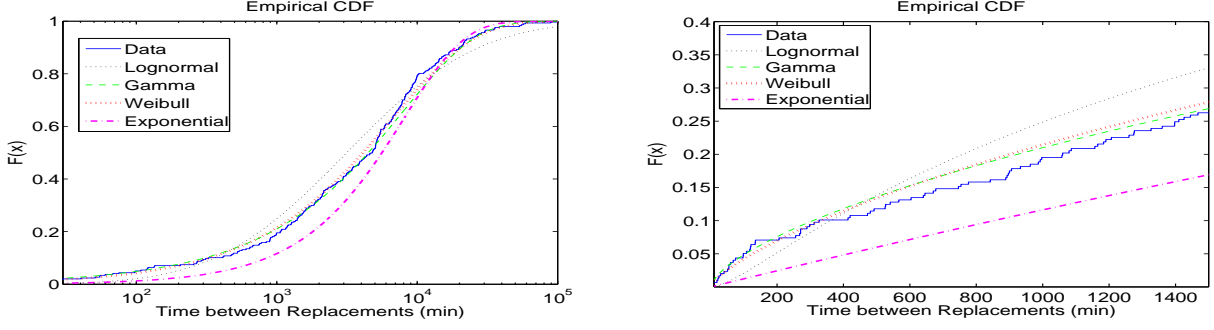 Empirical CDF
1
0.8
0.6
0.4
0.2
0
F(x)
Data
Lognormal
Gamma
Weibull
Exponential
10^2
10^3
10^4
10^5
Time between Replacements (min)
Empirical CDF
0.4
0.35
0.3
0.25
0.2
0.15
0.1
0.05
F(x)
Data
Lognormal
Gamma
Weibull
Exponential
200 400 600 800 1000 1200 1400
Time between Replacements (min)